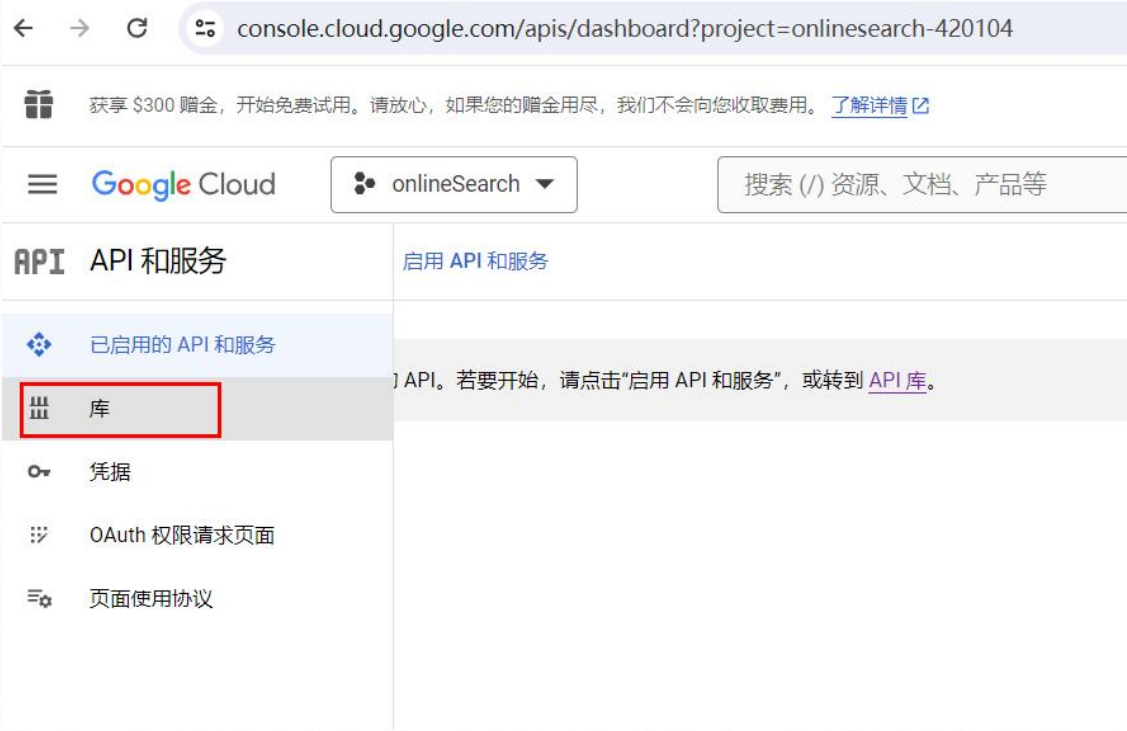 console.cloud.google.com/apis/dashboard?project=onlinesearch-420104
获享 $300 赠金，开始免费试用。请放心，如果您的赠金用尽，我们不会向您收取费用。 了解详情
Google Cloud
onlineSearch
搜索 (/) 资源、文档、产品等
API API 和服务
启用 API 和服务
已启用的 API 和服务
API。若要开始，请点击“启用 API 和服务”，或转到 API 库。
库
凭据
OAuth 权限请求页面
页面使用协议